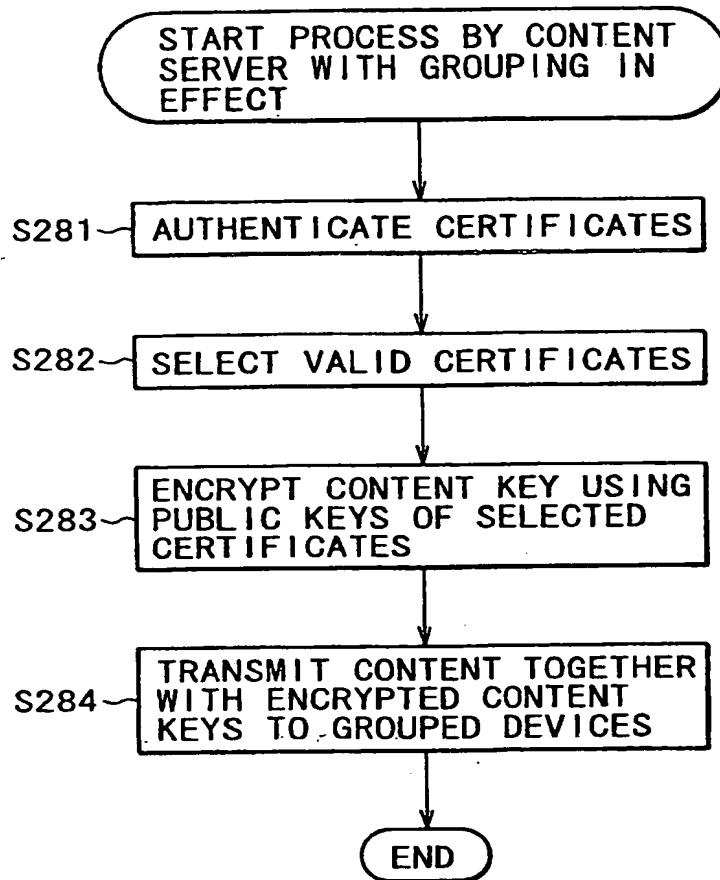 START PROCESS BY CONTENT
SERVER WITH GROUPING IN
EFFECT
S281
AUTHENTICATE CERTIFICATES
S282
SELECT VALID CERTIFICATES
S283
ENCRYPT CONTENT KEY USING
PUBLIC KEYS OF SELECTED
CERTIFICATES
S284
TRANSMIT CONTENT TOGETHER
WITH ENCRYPTED CONTENT
KEYS TO GROUPED DEVICES
END